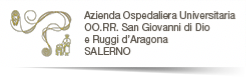 Azienda Ospedaliera Universitaria
OO.RR. San Giovanni di Dio
e Ruggi d'Aragona
SALERNO